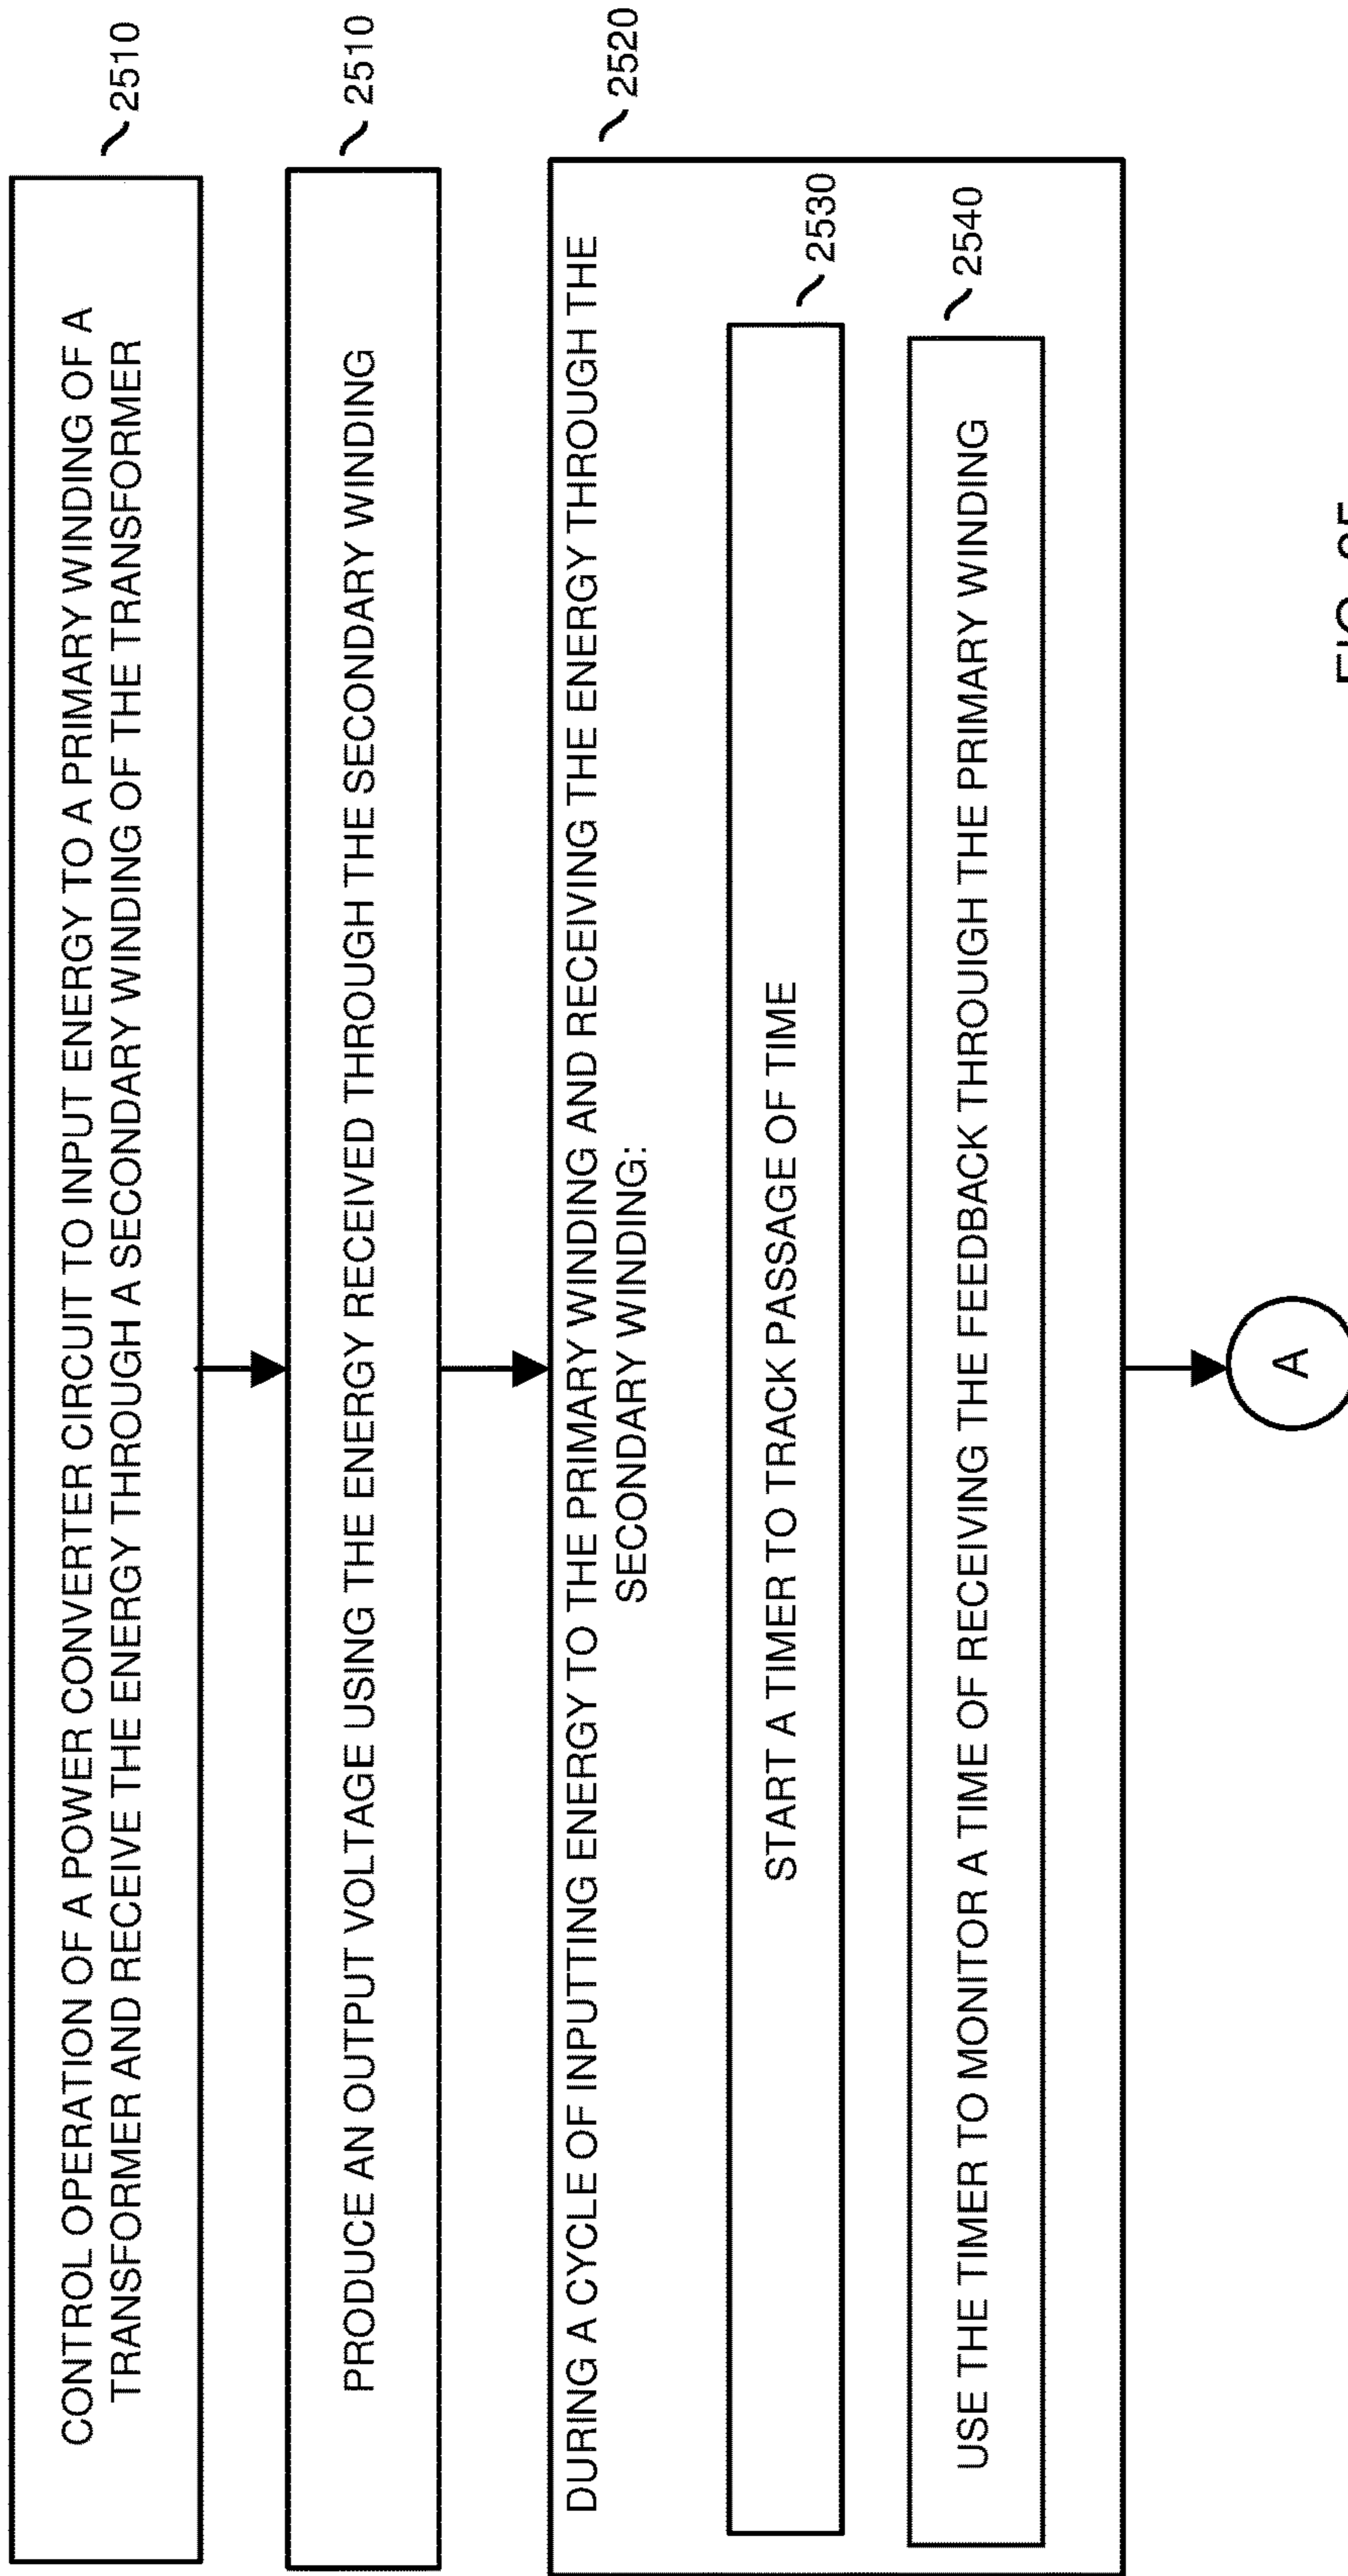 CONTROL OPERATION OF A POWER CONVERTER CIRCUIT TO INPUT ENERGY TO A PRIMARY WINDING OF A
TRANSFORMER AND RECEIVE THE ENERGY THROUGH A SECONDARY WINDING OF THE TRANSFORMER
2510
PRODUCE AN OUTPUT VOLTAGE USING THE ENERGY RECEIVED THROUGH THE SECONDARY WINDING
2510
DURING A CYCLE OF INPUTTING ENERGY TO THE PRIMARY WINDING AND RECEIVING THE ENERGY THROUGH THE
SECONDARY WINDING:
2520
START A TIMER TO TRACK PASSAGE OF TIME
2530
USE THE TIMER TO MONITOR A TIME OF RECEIVING THE FEEDBACK THROUIGH THE PRIMARY WINDING
2540
A
FIG.